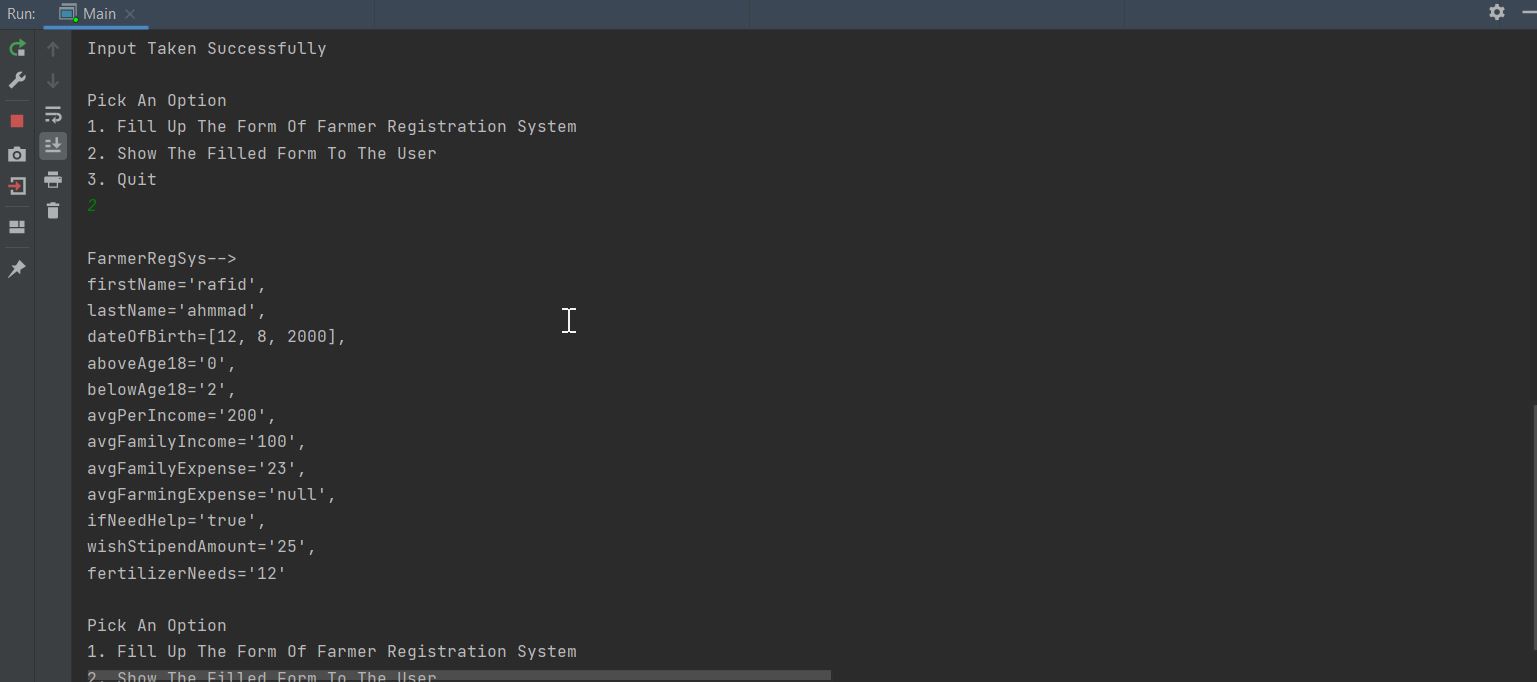 Run: Main
Input Taken Successfully
Pick An Option
1. Fill Up The Form Of Farmer Registration System
2. Show The Filled Form To The User
3. Quit
2
FarmerRegSys-->
firstName='rafid',
lastName='ahmmad',
dateOfBirth=[12, 8, 2000],
aboveAge18='0',
belowAge18='2',
avgPerIncome='200',
avgFamilyIncome='100',
avgFamilyExpense='23',
avgFarmingExpense='null',
ifNeedHelp='true',
wishStipendAmount='25',
fertilizerNeeds='12'
Pick An Option
1. Fill Up The Form Of Farmer Registration System
2. Show The Filled Form To The User